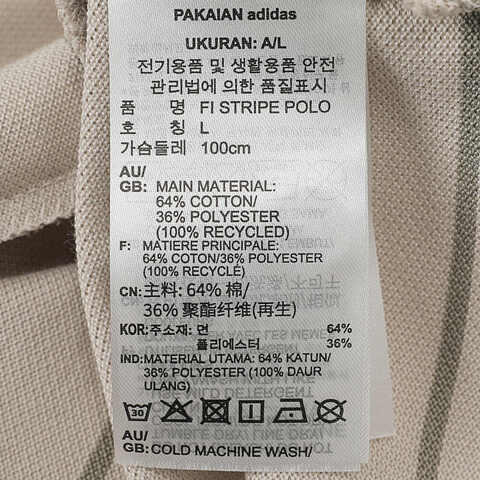 PAKAIAN adidas
UKURAN: A/L
전기용품 및 생활용품 안전
관리법에 의한 품질표시
품 명 FI STRIPE POLO
호 칭 L
가슴둘레 100cm
AU/
GB: MAIN MATERIAL:
64% COTTON/
36% POLYESTER
(100% RECYCLED)
F: MATIERE PRINCIPALE:
64% COTON/36% POLYESTER
(100% RECYCLÉ)
CN: 主料: 64% 棉/
36% 聚酯纤维(再生)
KOR: 주소재: 면 64%
폴리에스터 36%
IND: MATERIAL UTAMA: 64% KATUN/
36% POLYESTER (100% DAUR
ULANG)
30
AU/
GB: COLD MACHINE WASH/